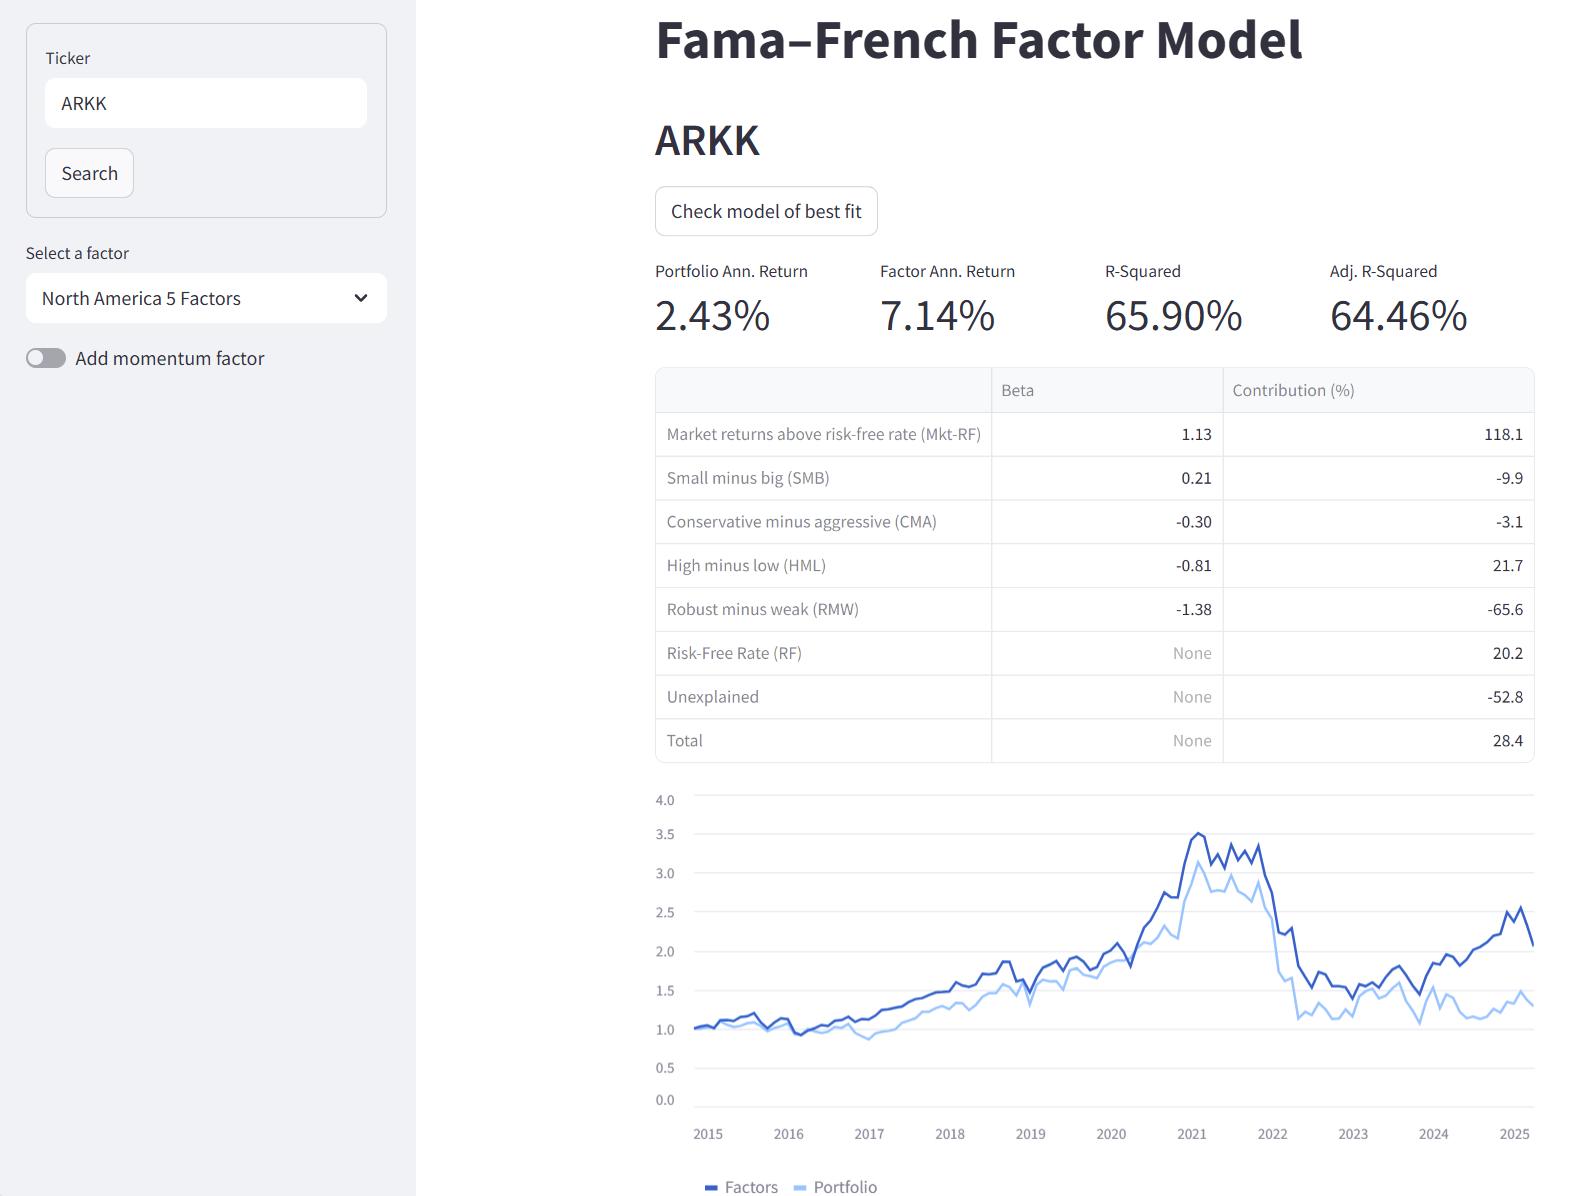 Ticker
ARKK
Search
Select a factor
North America 5 Factors
Add momentum factor
Fama–French Factor Model
ARKK
Check model of best fit
Portfolio Ann. Return Factor Ann. Return R-Squared Adj. R-Squared
2.43% 7.14% 65.90% 64.46%
Beta Contribution (%)
Market returns above risk-free rate (Mkt-RF) 1.13 118.1
Small minus big (SMB) 0.21 -9.9
Conservative minus aggressive (CMA) -0.30 -3.1
High minus low (HML) -0.81 21.7
Robust minus weak (RMW) -1.38 -65.6
Risk-Free Rate (RF) None 20.2
Unexplained None -52.8
Total None 28.4
4.0
3.5
3.0
2.5
2.0
1.5
1.0
0.5
0.0
2015 2016 2017 2018 2019 2020 2021 2022 2023 2024 2025
Factors Portfolio